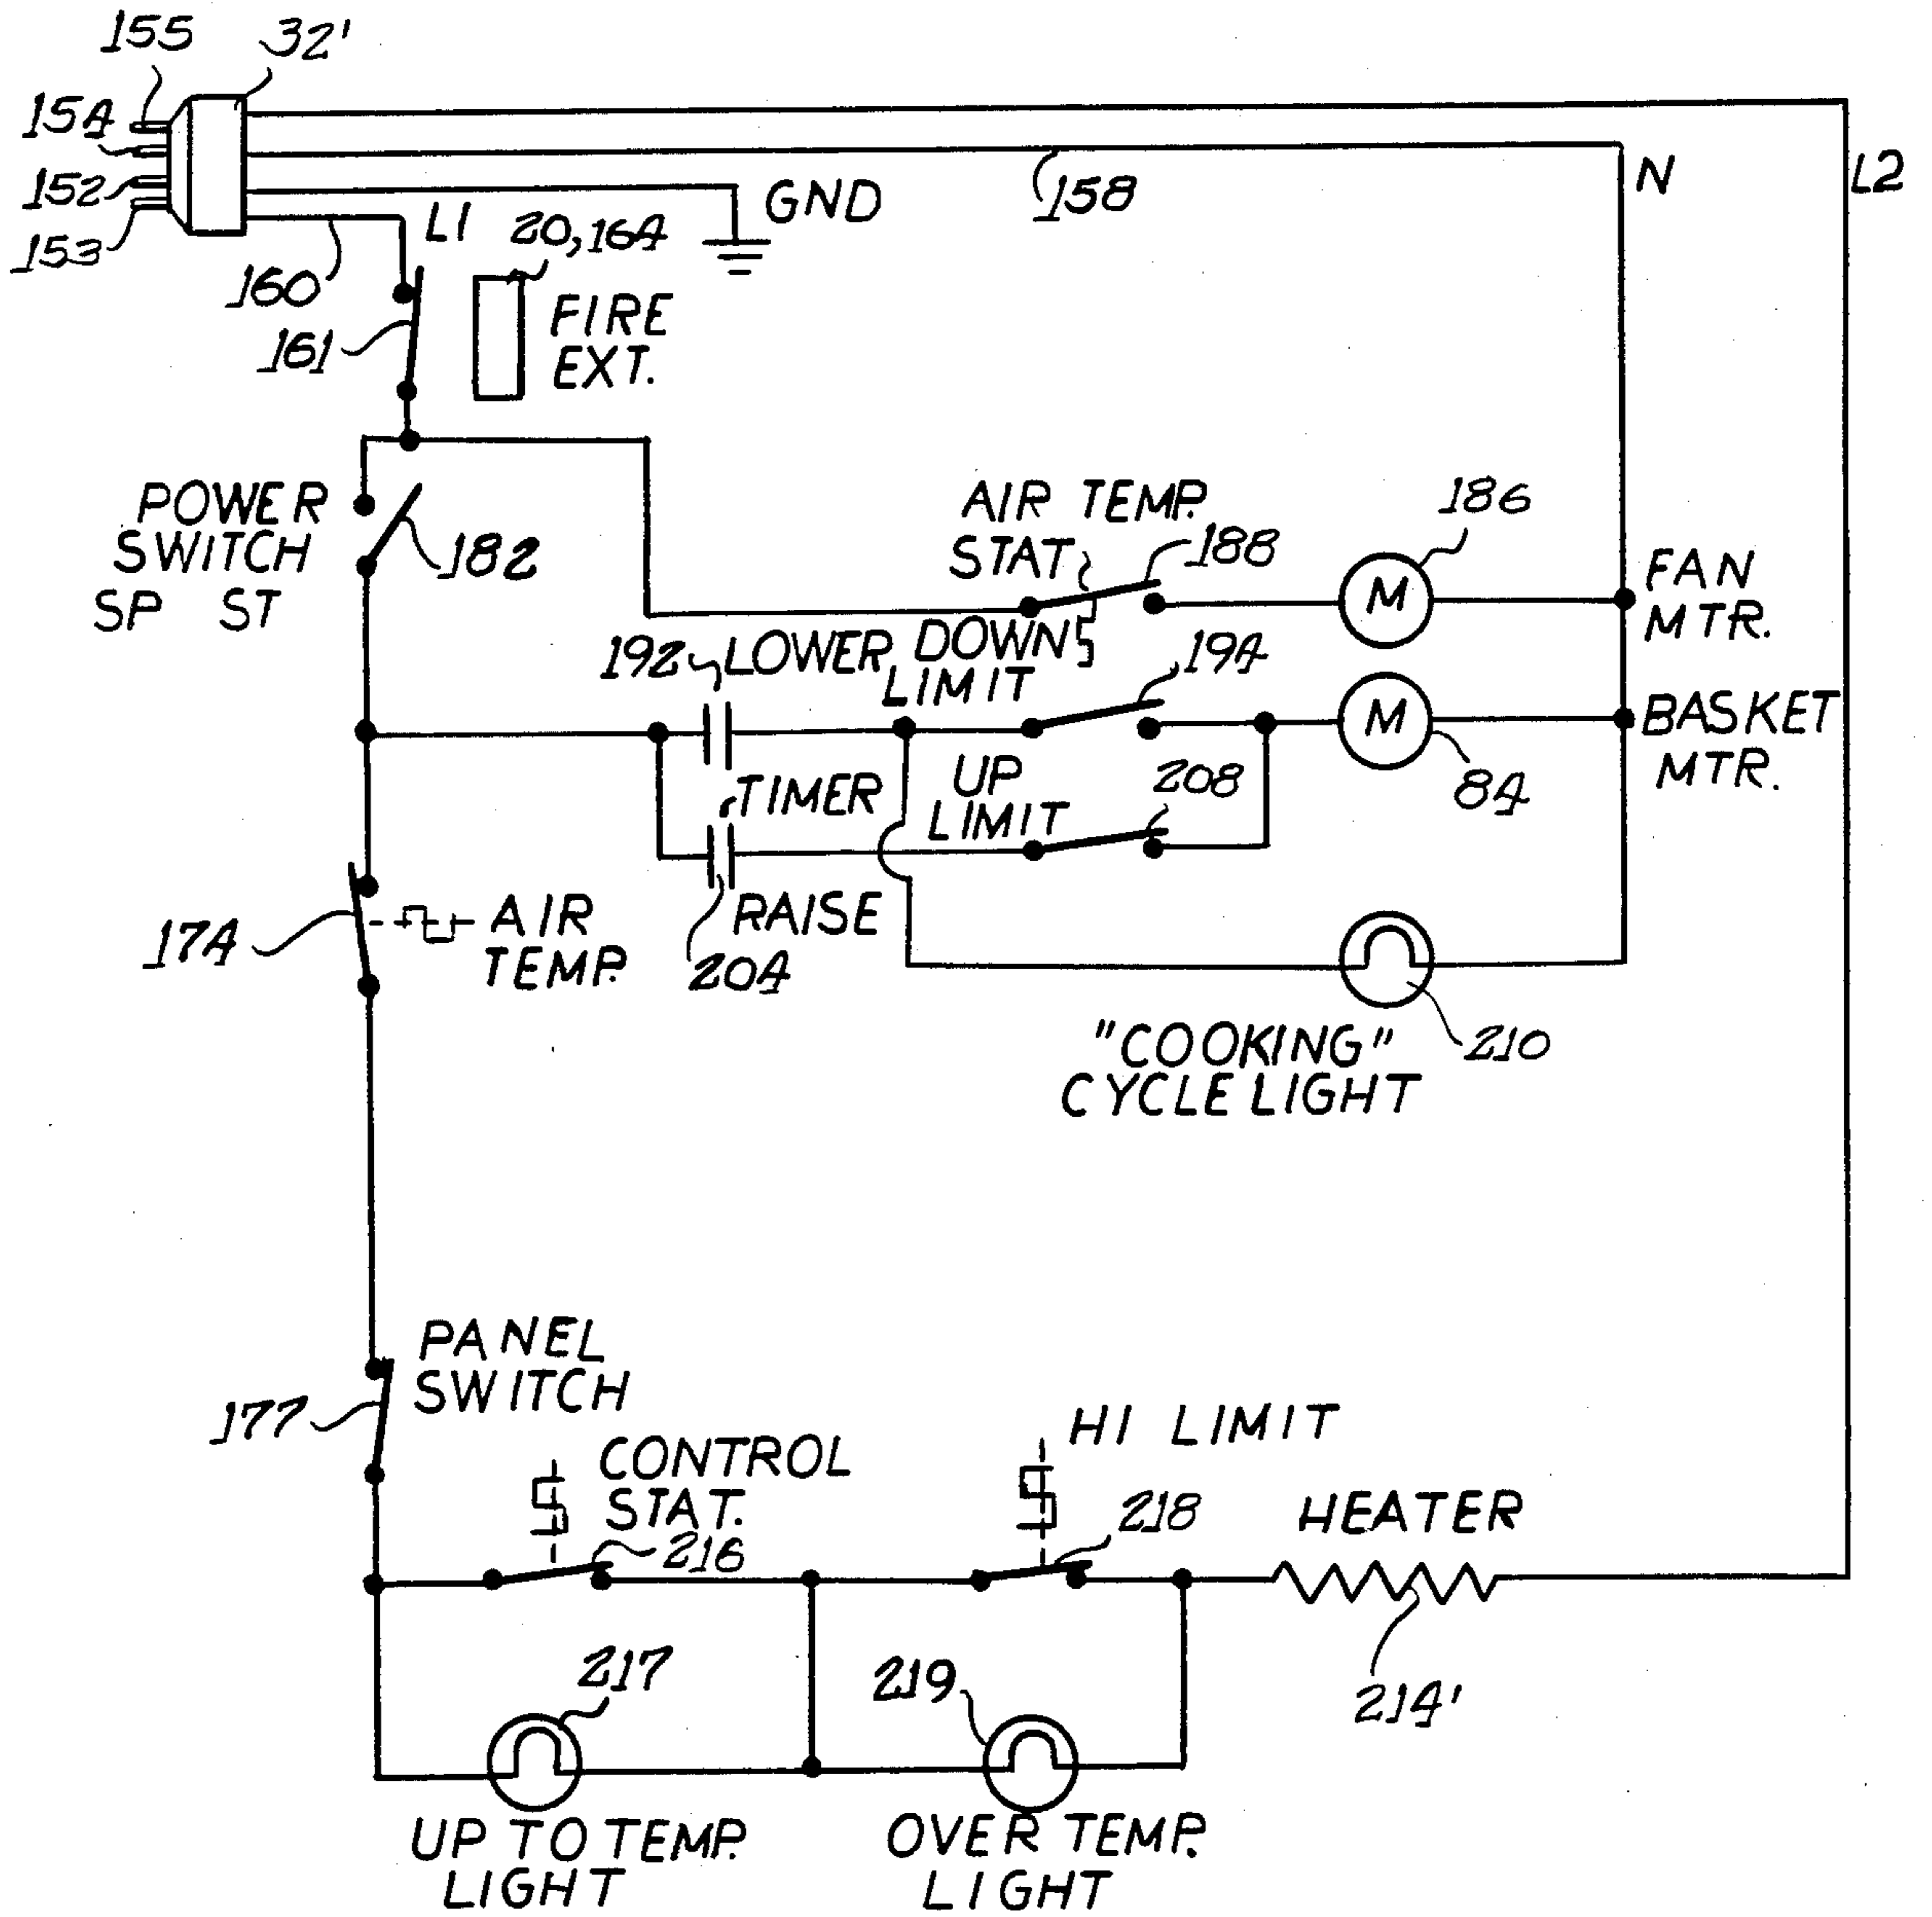 155
32'
154
152
153
160
L1
20,164
GND
158
N
L2
161
FIRE
EXT.
POWER
SWITCH
SP ST
182
AIR TEMP.
STAT
188
186
M
FAN
MTR.
192
LOWER DOWN
LIMIT
194
M
BASKET
MTR.
84
TIMER
UP
LIMIT
208
RAISE
204
174
AIR
TEMP.
210
"COOKING"
CYCLE LIGHT
PANEL
SWITCH
177
CONTROL
STAT.
216
HI LIMIT
218
HEATER
214'
217
219
UP TO TEMP.
LIGHT
OVER TEMP.
LIGHT